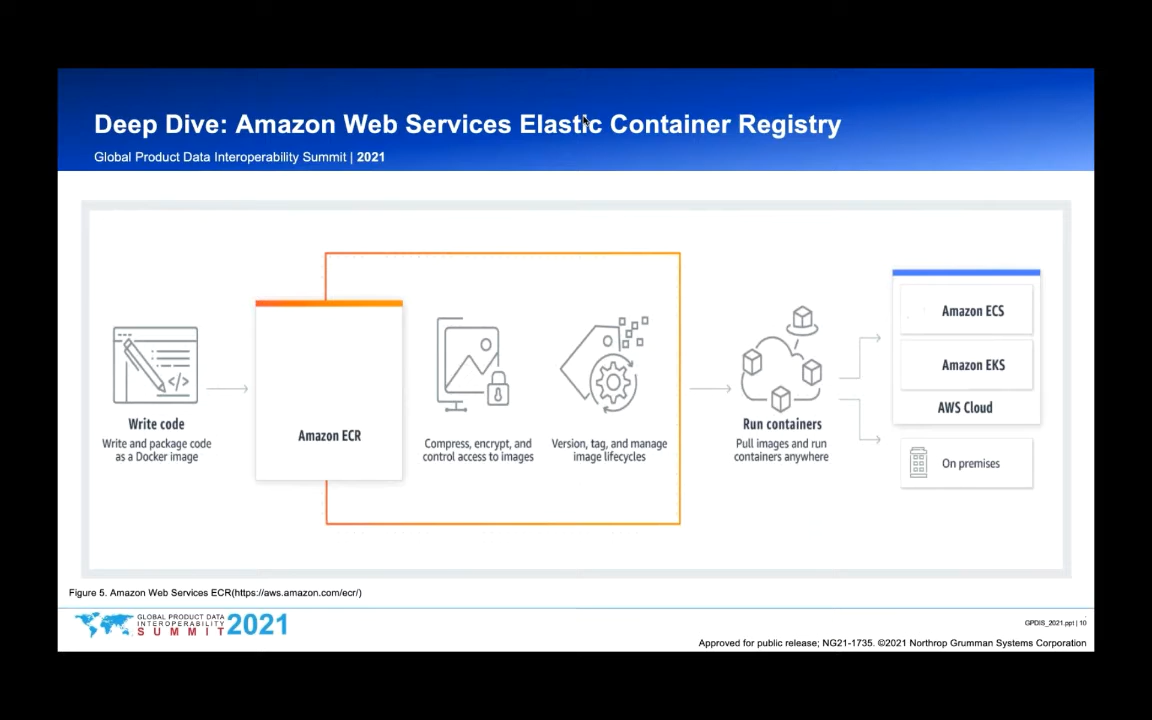 Deep Dive: Amazon Web Services Elastic Container Registry
Global Product Data Interoperability Summit | 2021
Write code
Write and package code
as a Docker image
Amazon ECR
Compress, encrypt, and
control access to images
Version, tag, and manage
image lifecycles
Run containers
Pull images and run
containers anywhere
Amazon ECS
Amazon EKS
AWS Cloud
On premises
Figure 5. Amazon Web Services ECR(https://aws.amazon.com/ecr/)
GLOBAL PRODUCT DATA
INTEROPERABILITY
SUMMIT 2021
GPDIS_2021.ppt | 10
Approved for public release; NG21-1735. ©2021 Northrop Grumman Systems Corporation